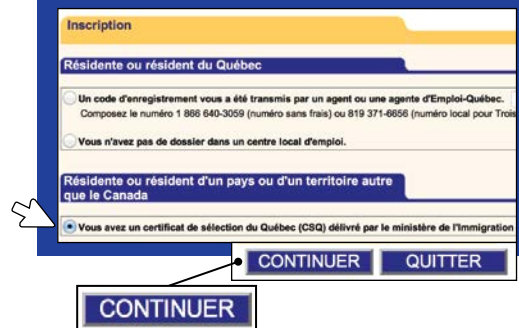 Inscription
Résidente ou résident du Québec
Un code d'enregistrement vous a été transmis par un agent ou une agente d'Emploi-Québec.
Composez le numéro 1 866 640-3059 (numéro sans frais) ou 819 371-6656 (numéro local pour Trois
Vous n'avez pas de dossier dans un centre local d'emploi.
Résidente ou résident d'un pays ou d'un territoire autre
que le Canada
Vous avez un certificat de sélection du Québec (CSQ) délivré par le ministère de l'Immigration
CONTINUER QUITTER
CONTINUER